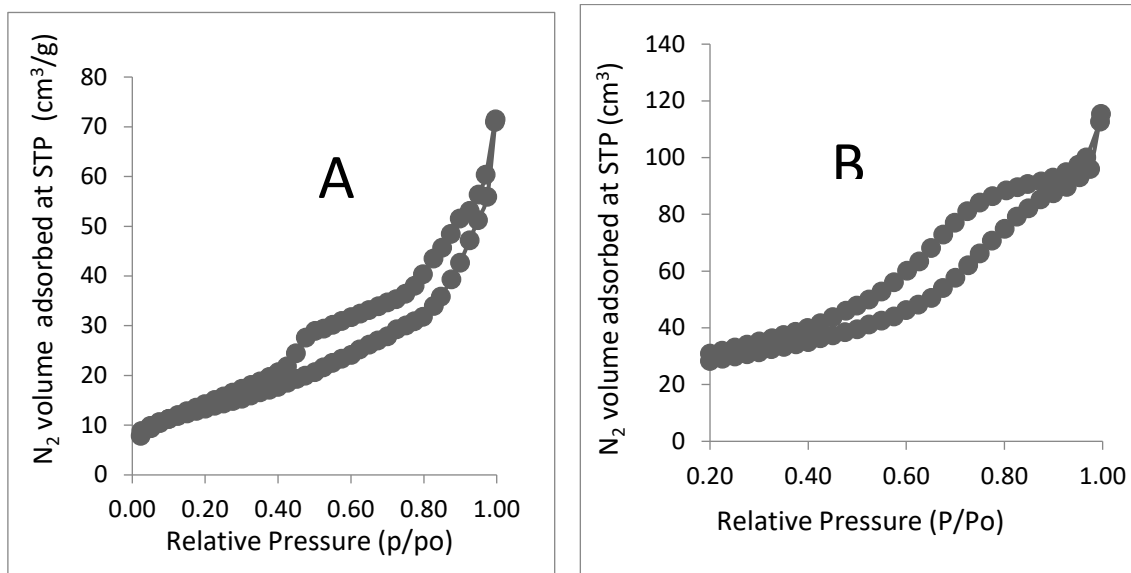 N₂ volume adsorbed at STP (cm³/g)
80
70
60
50
40
30
20
10
0
A
0.00 0.20 0.40 0.60 0.80 1.00
Relative Pressure (p/po)
N₂ volume adsorbed at STP (cm³)
140
120
100
80
60
40
20
0
B
0.20 0.40 0.60 0.80 1.00
Relative Pressure (P/Po)